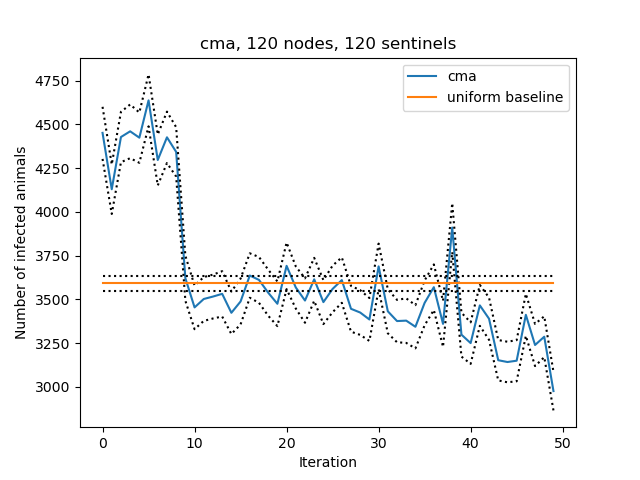 cma, 120 nodes, 120 sentinels
cma
uniform baseline
4750
4500
4250
4000
3750
3500
3250
3000
Number of infected animals
0 10 20 30 40 50
Iteration